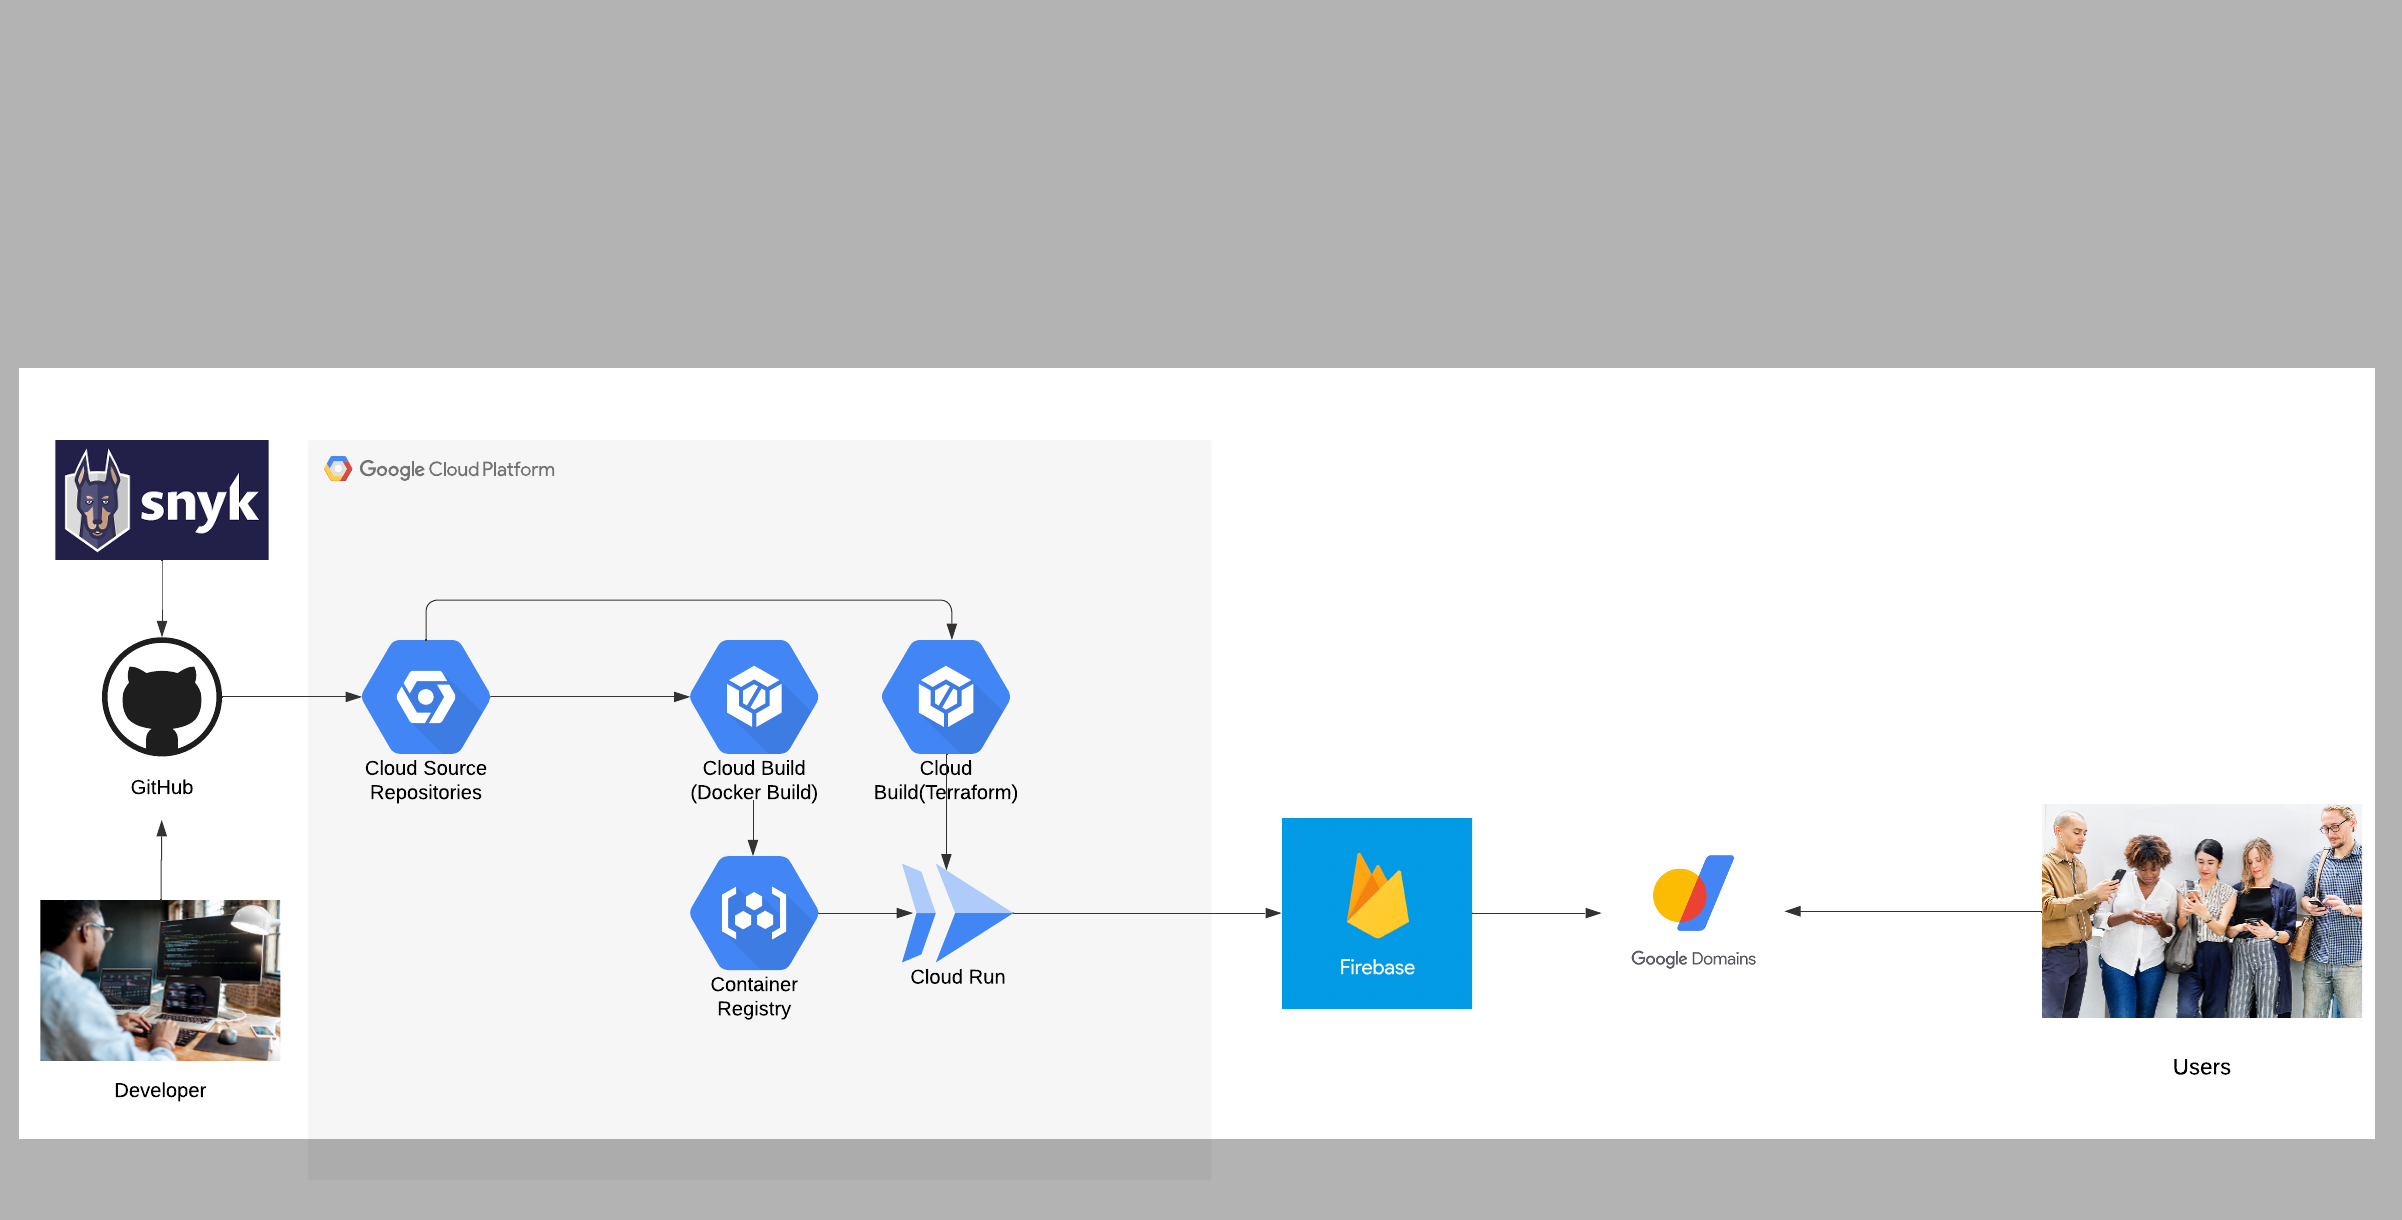 snyk
Google Cloud Platform
GitHub
Developer
Cloud Source
Repositories
Cloud Build
(Docker Build)
Cloud
Build(Terraform)
Container
Registry
Cloud Run
Firebase
Google Domains
Users